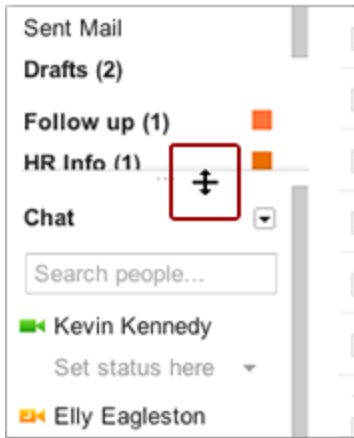 Sent Mail
Drafts (2)
Follow up (1)
HR Info (1)
Chat
Search people...
Kevin Kennedy
Set status here
Elly Eagleston